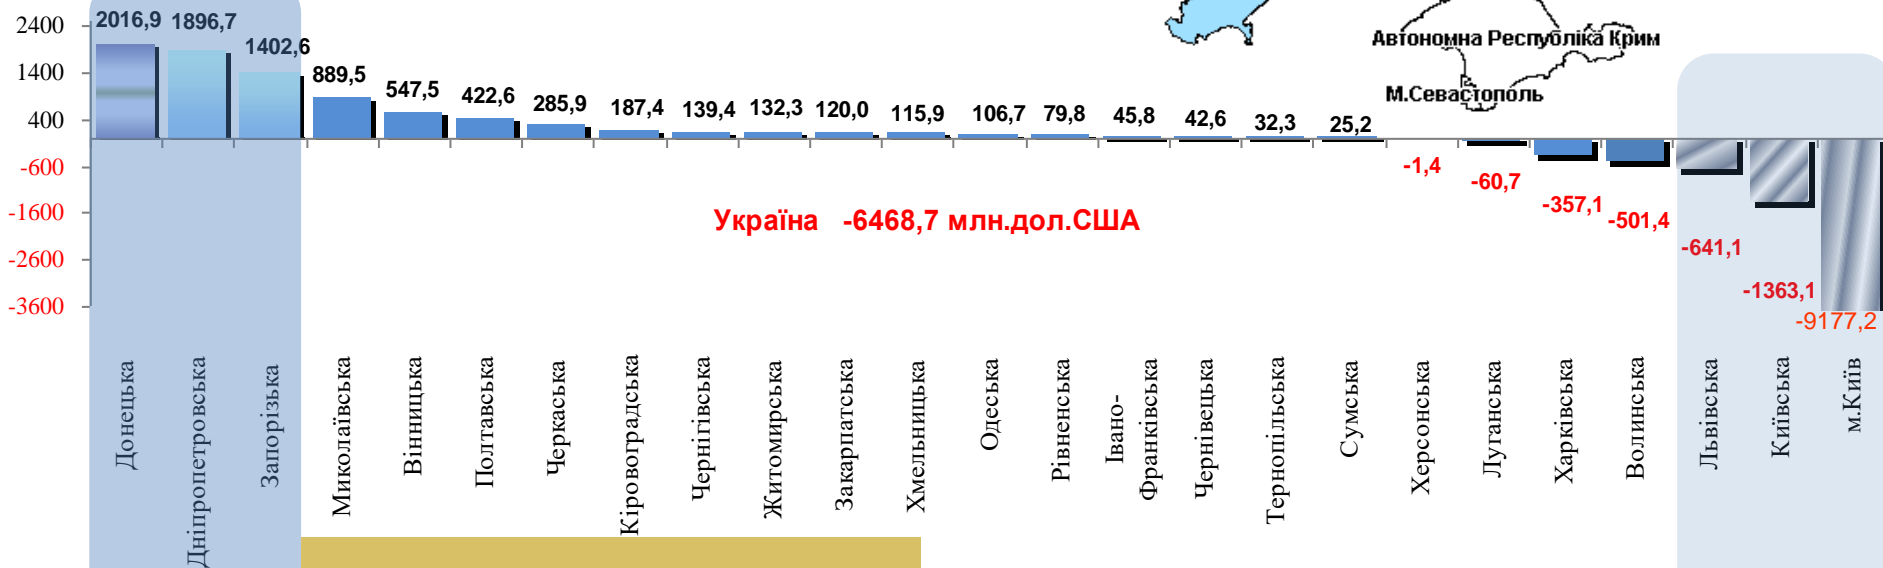 Автономна Республіка Крим
М.Севастополь
2400
1400
400
-600
-1600
-2600
-3600
2016,9
1896,7
1402,6
889,5
547,5
422,6
285,9
187,4
139,4
132,3
120,0
115,9
106,7
79,8
45,8
42,6
32,3
25,2
-1,4
-60,7
-357,1
-501,4
-641,1
-1363,1
-9177,2
Україна -6468,7 млн.дол.США
Донецька
Дніпропетровська
Запорізька
Миколаївська
Вінницька
Полтавська
Черкаська
Кіровоградська
Чернігівська
Житомирська
Закарпатська
Хмельницька
Одеська
Рівненська
Івано-
Франківська
Чернівецька
Тернопільська
Сумська
Херсонська
Луганська
Харківська
Волинська
Львівська
Київська
м.Київ